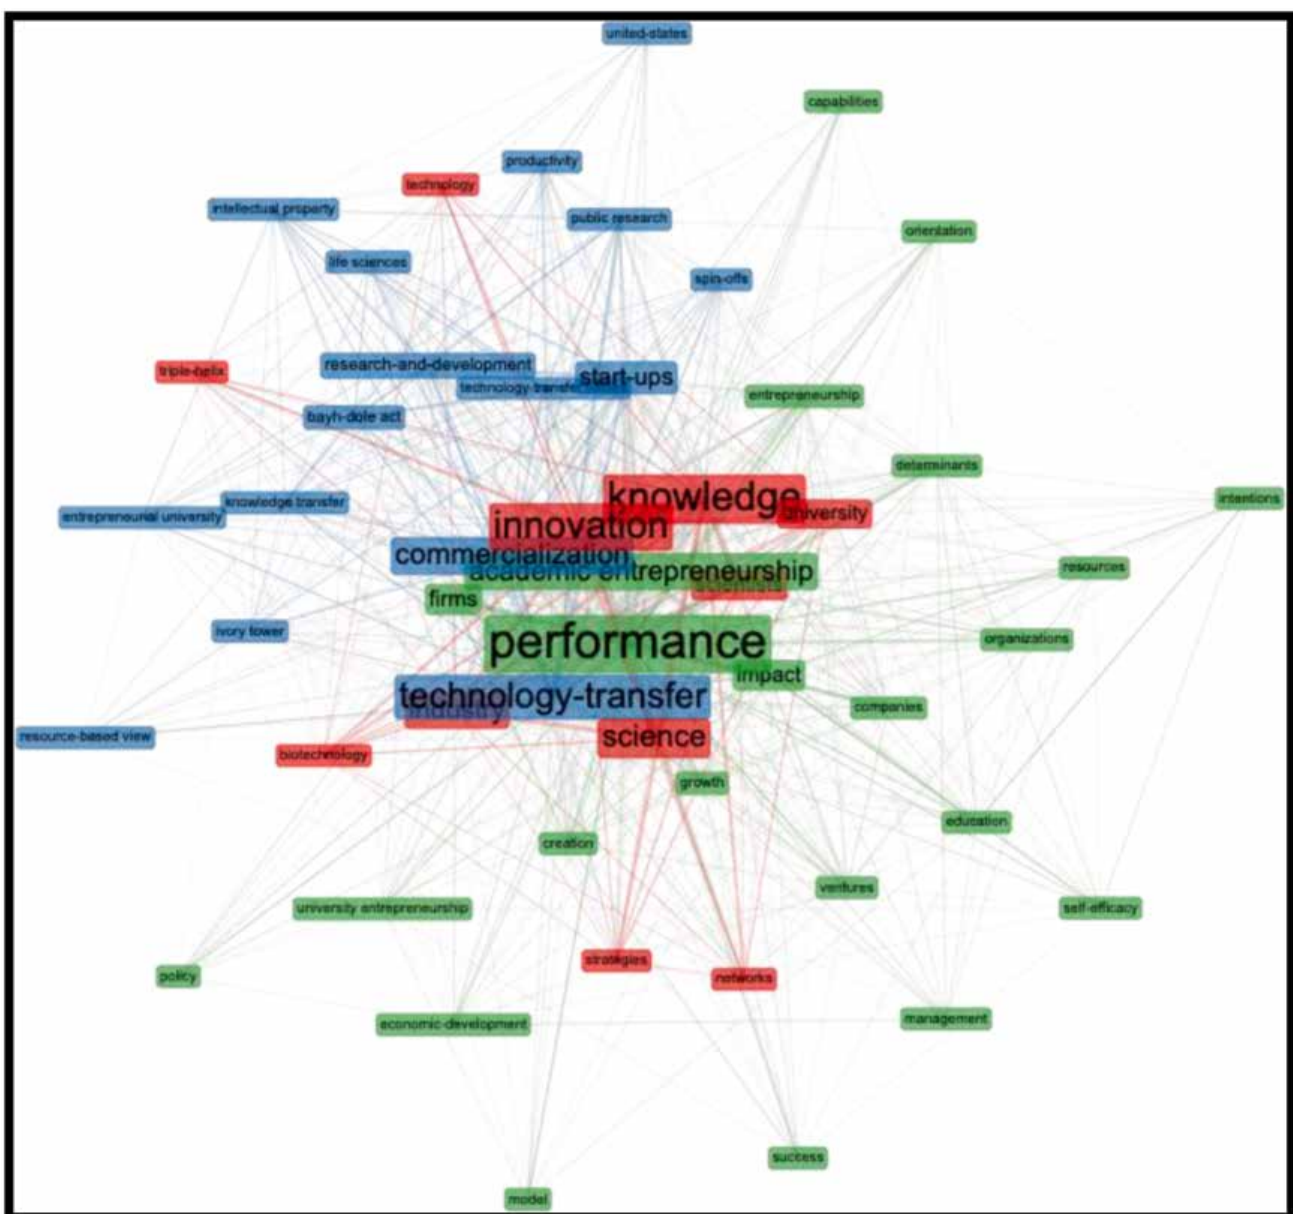 united-states
capabilities
productivity
technology
intellectual property
public research
orientation
life sciences
spin-offs
research-and-development
triple-helix
start-ups
entrepreneurship
bayh-dole act
determinants
knowledge
intentions
knowledge transfer
university
entrepreneurial university
innovation
commercialization
academic entrepreneurship
resources
scientists
firms
ivory tower
performance
organizations
impact
technology-transfer
companies
industry
resource-based view
science
biotechnology
growth
education
creation
ventures
university entrepreneurship
self-efficacy
strategies
policy
networks
economic-development
management
success
model